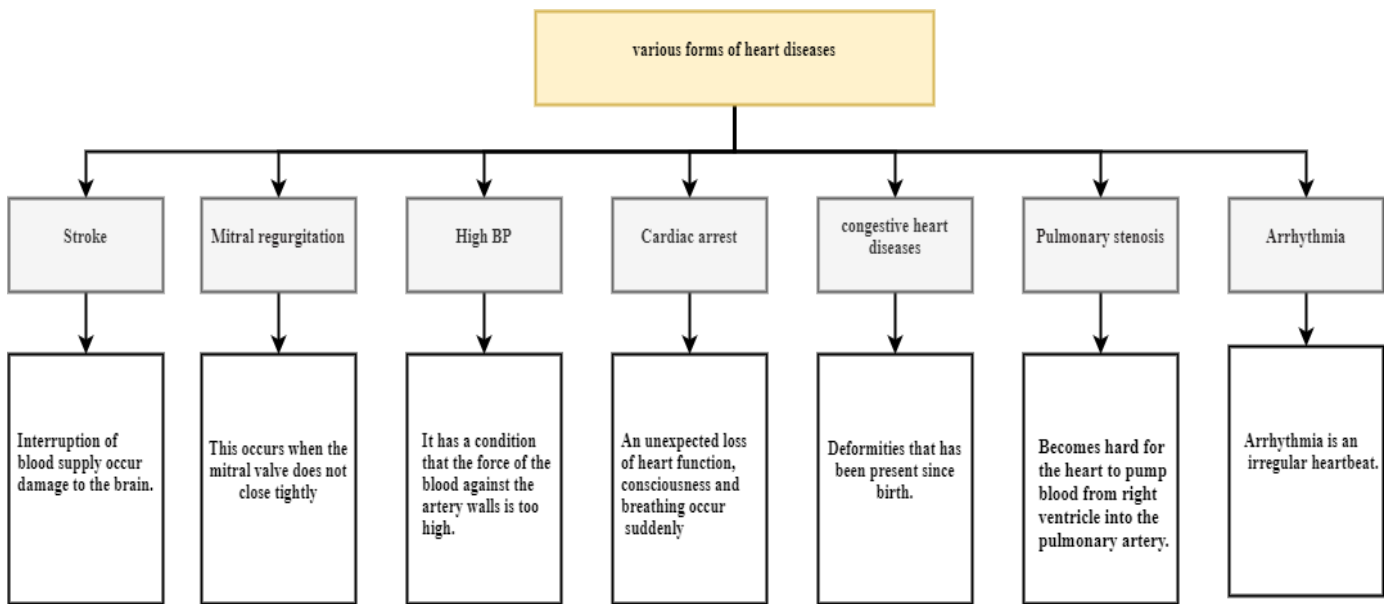 various forms of heart diseases
Stroke
Mitral regurgitation
High BP
Cardiac arrest
congestive heart
diseases
Pulmonary stenosis
Arrhythmia
Interruption of
blood supply occur
damage to the brain.
This occurs when the
mitral valve does not
close tightly
It has a condition
that the force of the
blood against the
artery walls is too
high.
An unexpected loss
of heart function,
consciousness and
breathing occur
suddenly
Deformities that has
been present since
birth.
Becomes hard for
the heart to pump
blood from right
ventricle into the
pulmonary artery.
Arrhythmia is an
irregular heartbeat.